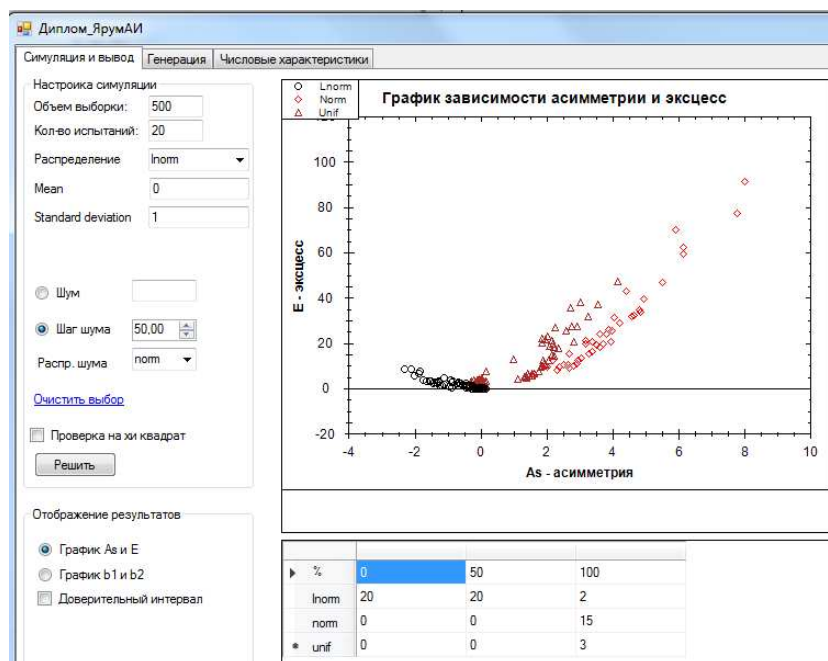 Диплом_ЯрумАИ
Симуляция и вывод Генерация Числовые характеристики
Настройка симуляции
Объем выборки: 500
Кол-во испытаний: 20
Распределение lnorm
Mean 0
Standard deviation 1
Шум
Шаг шума 50,00
Распр. шума norm
Очистить выбор
Проверка на хи квадрат
Решить
Отображение результатов
График As и E
График b1 и b2
Доверительный интервал
Lnorm
Norm
Unif
График зависимости асимметрии и эксцесс
120
100
80
60
40
20
0
-20
E - эксцесс
-4 -2 0 2 4 6 8 10
As - асимметрия
% 0 50 100
lnorm 20 20 2
norm 0 0 15
unif 0 0 3